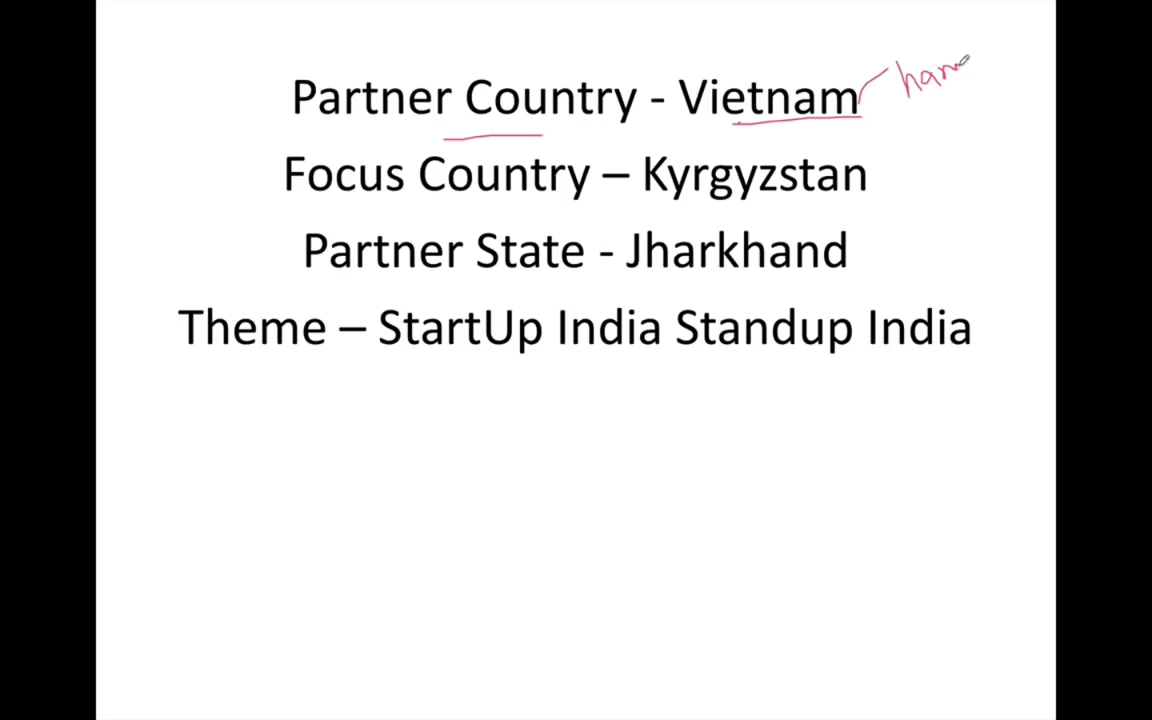 Partner Country - Vietnam
Focus Country – Kyrgyzstan
Partner State - Jharkhand
Theme – StartUp India Standup India